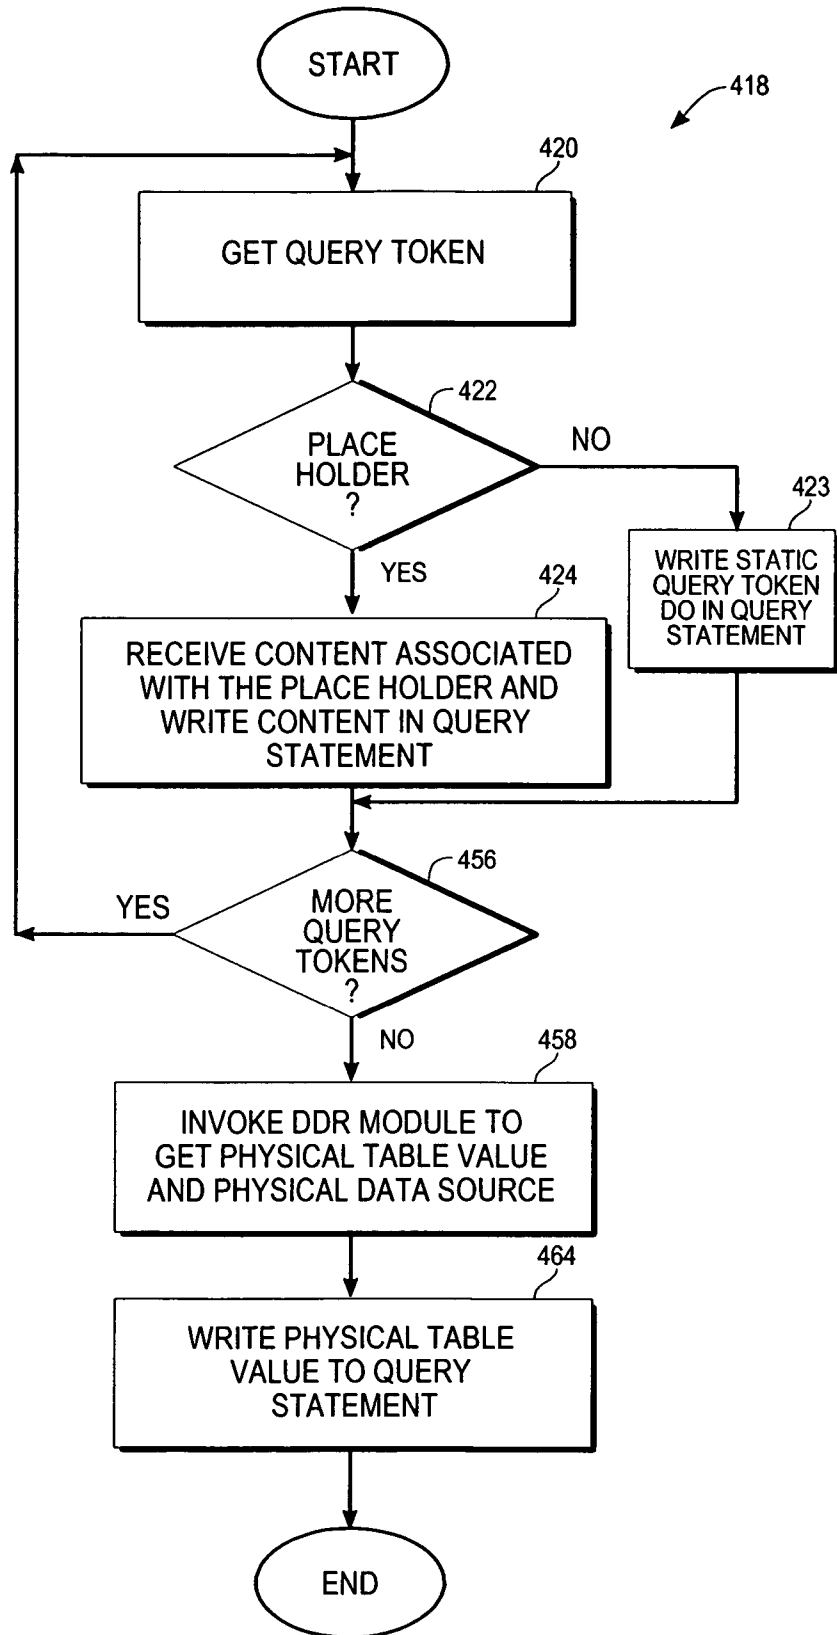 START
418
420
GET QUERY TOKEN
422
PLACE
HOLDER
?
NO
423
WRITE STATIC
QUERY TOKEN
DO IN QUERY
STATEMENT
YES
424
RECEIVE CONTENT ASSOCIATED
WITH THE PLACE HOLDER AND
WRITE CONTENT IN QUERY
STATEMENT
456
YES
MORE
QUERY
TOKENS
?
NO
458
INVOKE DDR MODULE TO
GET PHYSICAL TABLE VALUE
AND PHYSICAL DATA SOURCE
464
WRITE PHYSICAL TABLE
VALUE TO QUERY
STATEMENT
END